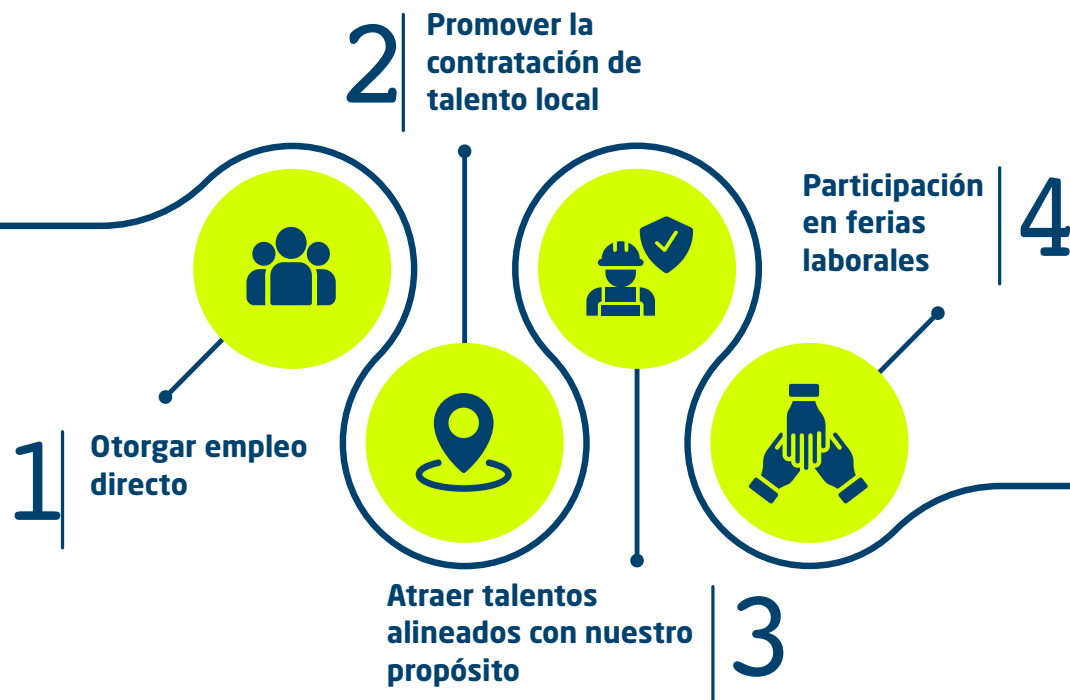 1
Otorgar empleo
directo
2
Promover la
contratación de
talento local
3
Atraer talentos
alineados con nuestro
propósito
4
Participación
en ferias
laborales